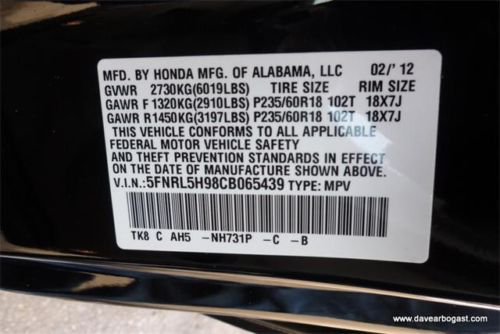 MFD. BY HONDA MFG. OF ALABAMA, LLC 02/' 12
GVWR 2730KG(6019LBS) TIRE SIZE RIM SIZE
GAWR F 1320KG(2910LBS) P235/60R18 102T 18X7J
GAWR R1450KG(3197LBS) P235/60R18 102T 18X7J
THIS VEHICLE CONFORMS TO ALL APPLICABLE
FEDERAL MOTOR VEHICLE SAFETY
AND THEFT PREVENTION STANDARDS IN EFFECT
ON THE DATE OF MANUFACTURE SHOWN ABOVE.
V.I.N.:5FNRL5H98CB065439 TYPE: MPV
TK8 C AH5 -NH731P -C -B
www.davearbogast.com